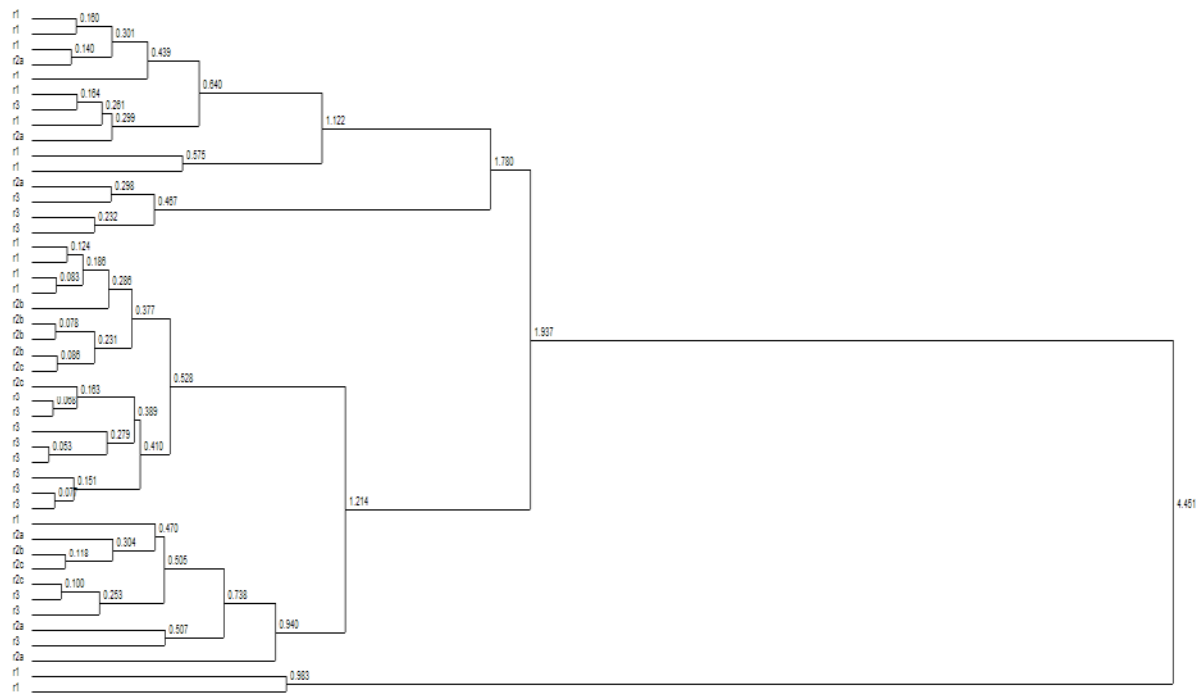 r1
0.160
r1
0.301
r1
0.140
0.439
r2a
r1
0.640
r1
0.164
r3
0.261
r1
0.299
1.122
r2a
r1
0.575
r1
1.780
r2a
0.298
r3
0.467
r3
0.232
r3
r1
0.124
r1
0.186
r1
0.083
0.286
r1
r2b
0.377
r2b
0.078
r2b
0.231
1.937
r2b
0.086
r2c
0.528
r2c
0.163
r3
0.068
r3
0.389
r3
0.279
r3
0.053
0.410
r3
r3
0.151
r3
0.077
r3
1.214
4.451
r1
0.470
r2a
0.304
r2b
0.118
r2c
0.505
r2c
0.100
r3
0.253
0.738
r3
r2a
0.507
0.940
r3
r2a
r1
0.983
r1